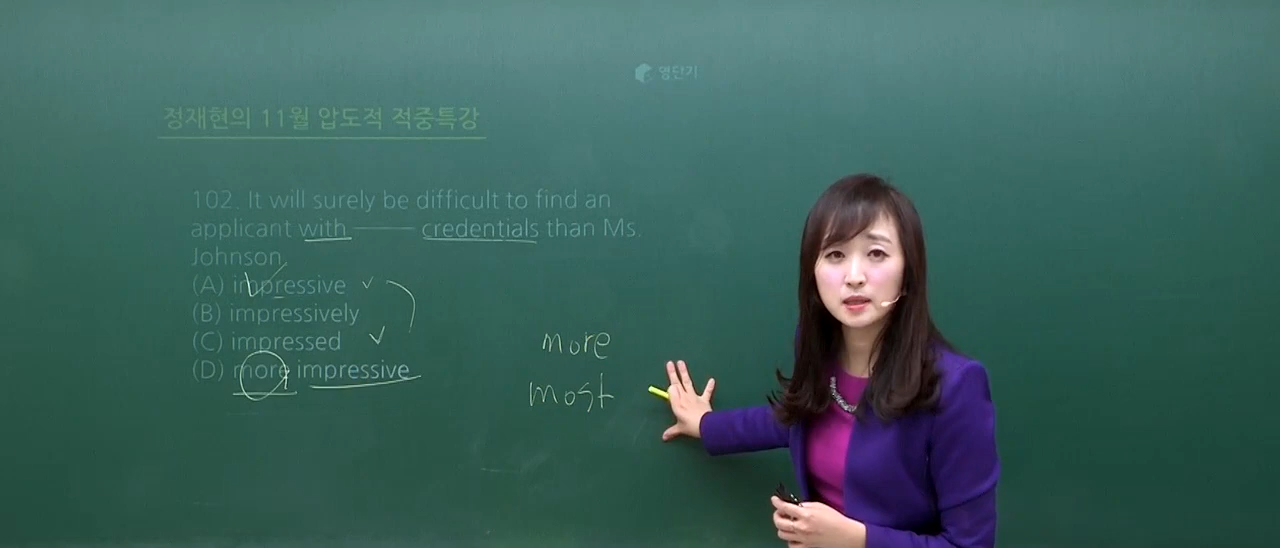 영단기
정재현의 11월 압도적 적중특강
102. It will surely be difficult to find an
applicant with ——— credentials than Ms.
Johnson.
(A) impressive
(B) impressively
(C) impressed
(D) more impressive
more
most